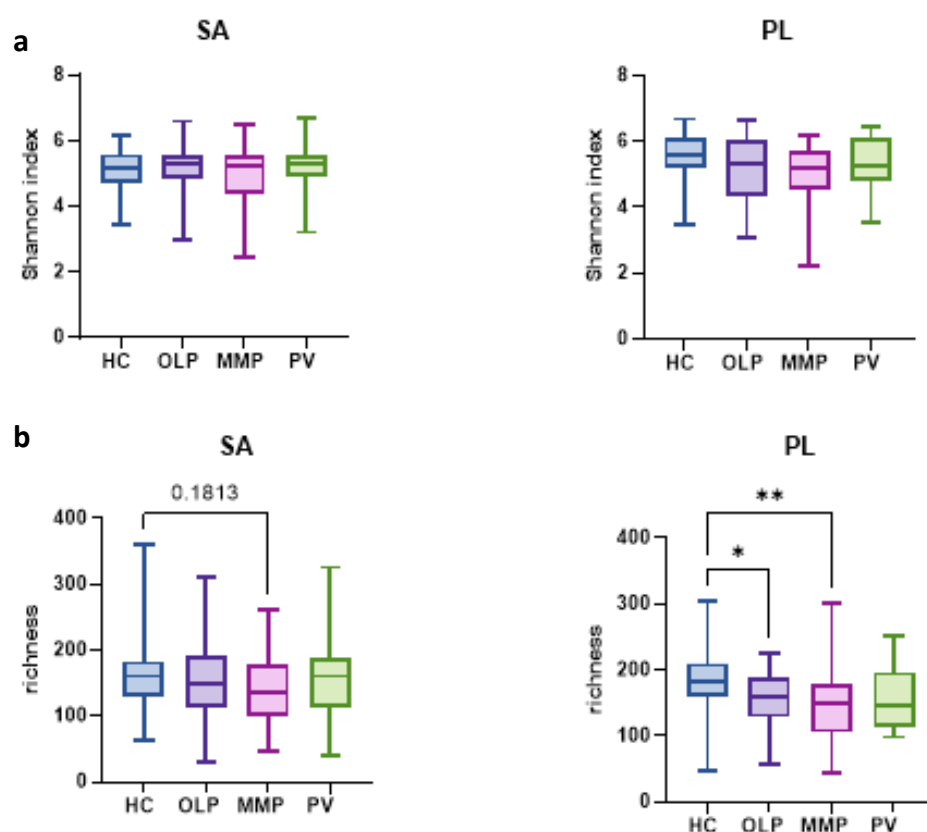 a
SA
PL
Shannon index
8
6
4
2
0
HC OLP MMP PV
Shannon index
8
6
4
2
0
HC OLP MMP PV
b
SA
PL
0.1813
richness
400
300
200
100
0
HC OLP MMP PV
**
*
richness
400
300
200
100
0
HC OLP MMP PV